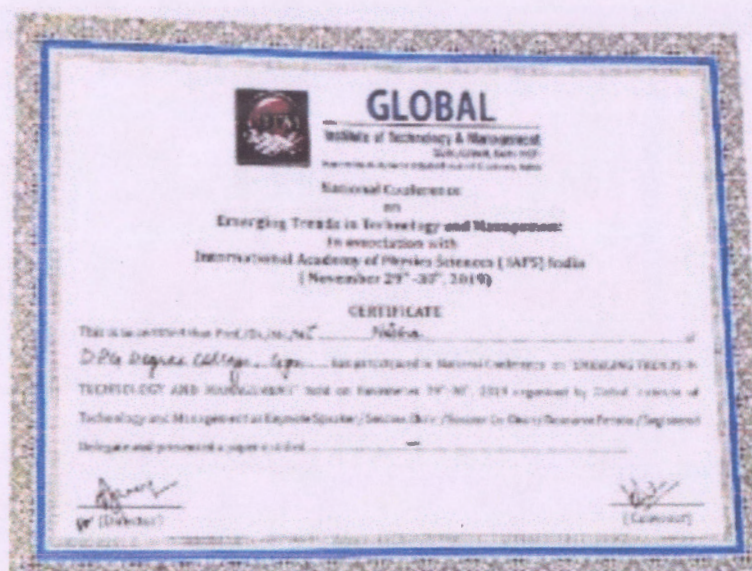 GLOBAL
Institute of Technology & Management
National Conference
on
Emerging Trends in Technology and Management
In association with
International Academy of Physics Sciences (IAPS) India
(November 29th -30th, 2019)
CERTIFICATE
This is to certified that Prof./Dr./Mr./Ms of
DPG Degree College, has participated in National Conference on "EMERGING TRENDS IN
TECHNOLOGY AND MANAGEMENT" held on November 29th-30th, 2019 organised by Global Institute of
Technology and Management as Keynote Speaker/Session Chair/Session Co-Chair/Resource Person/Registered
Delegate and presented a paper entitled
(Director)
(Convener)